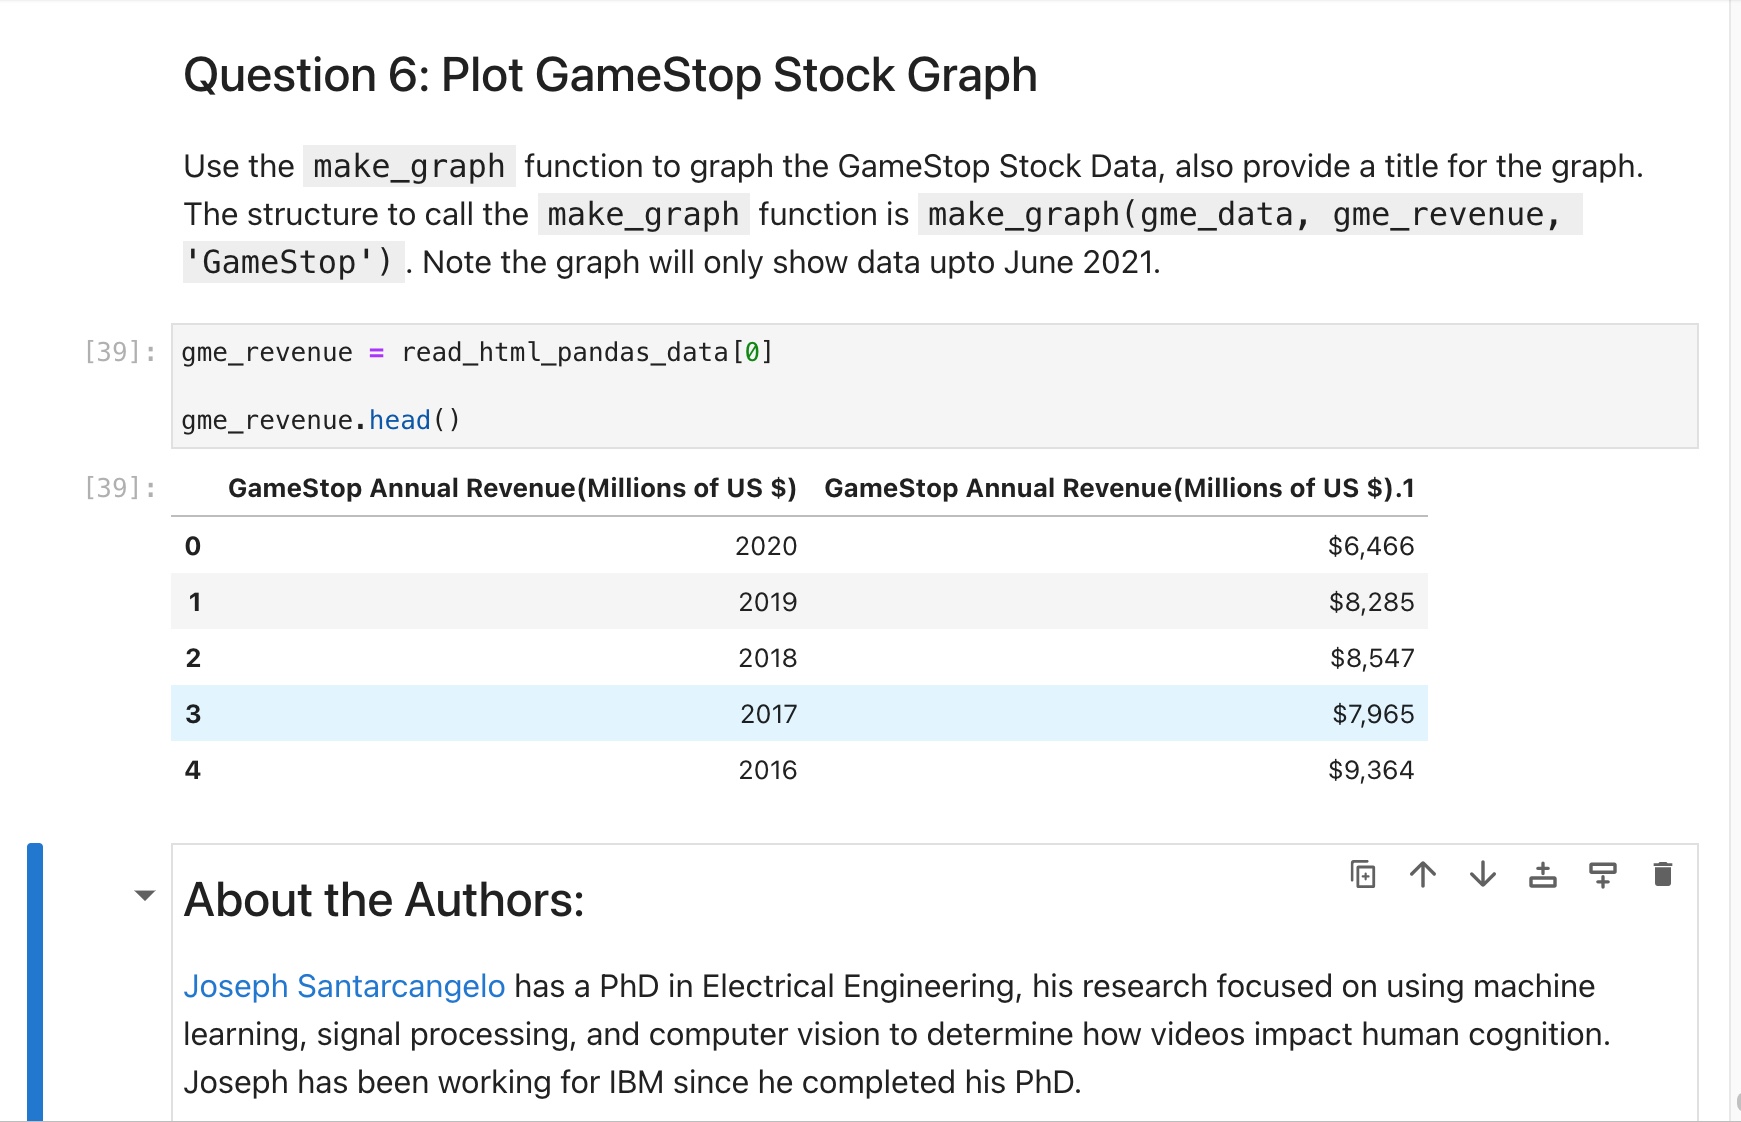 Question 6: Plot GameStop Stock Graph
Use the make_graph function to graph the GameStop Stock Data, also provide a title for the graph.
The structure to call the make_graph function is make_graph(gme_data, gme_revenue,
'GameStop') . Note the graph will only show data upto June 2021.
[39]: gme_revenue = read_html_pandas_data[0]
gme_revenue.head()
[39]: GameStop Annual Revenue(Millions of US $) GameStop Annual Revenue(Millions of US $).1
0 2020 $6,466
1 2019 $8,285
2 2018 $8,547
3 2017 $7,965
4 2016 $9,364
About the Authors:
Joseph Santarcangelo has a PhD in Electrical Engineering, his research focused on using machine
learning, signal processing, and computer vision to determine how videos impact human cognition.
Joseph has been working for IBM since he completed his PhD.